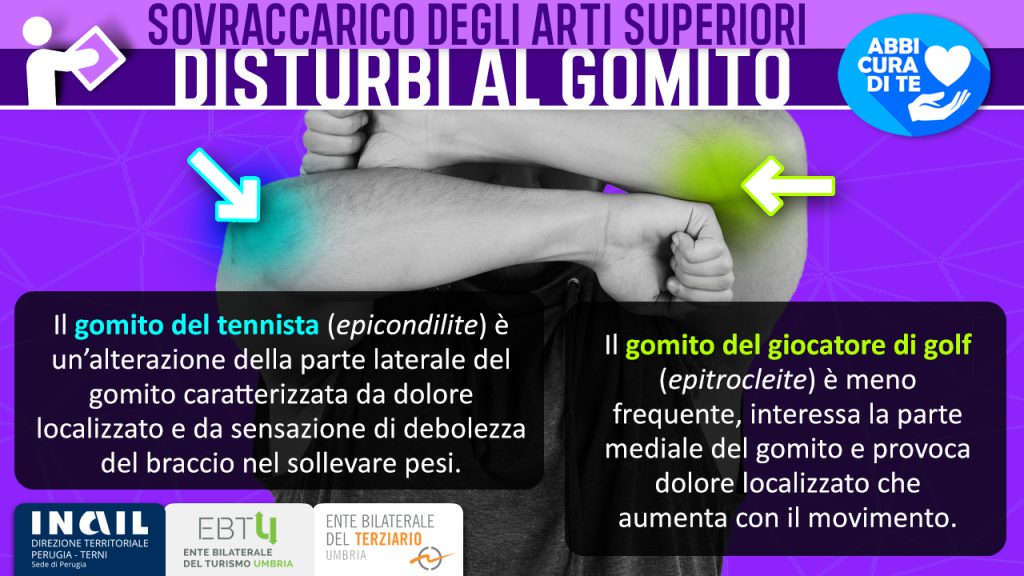 SOVRACCARICO DEGLI ARTI SUPERIORI
DISTURBI AL GOMITO
ABBI
CURA
DI TE
Il gomito del tennista (epicondilite) è
un'alterazione della parte laterale del
gomito caratterizzata da dolore
localizzato e da sensazione di debolezza
del braccio nel sollevare pesi.
Il gomito del giocatore di golf
(epitrocleite) è meno
frequente, interessa la parte
mediale del gomito e provoca
dolore localizzato che
aumenta con il movimento.
INAIL
DIREZIONE TERRITORIALE
PERUGIA - TERNI
Sede di Perugia
EBTU
ENTE BILATERALE
DEL TURISMO UMBRIA
ENTE BILATERALE
DEL TERZIARIO
UMBRIA